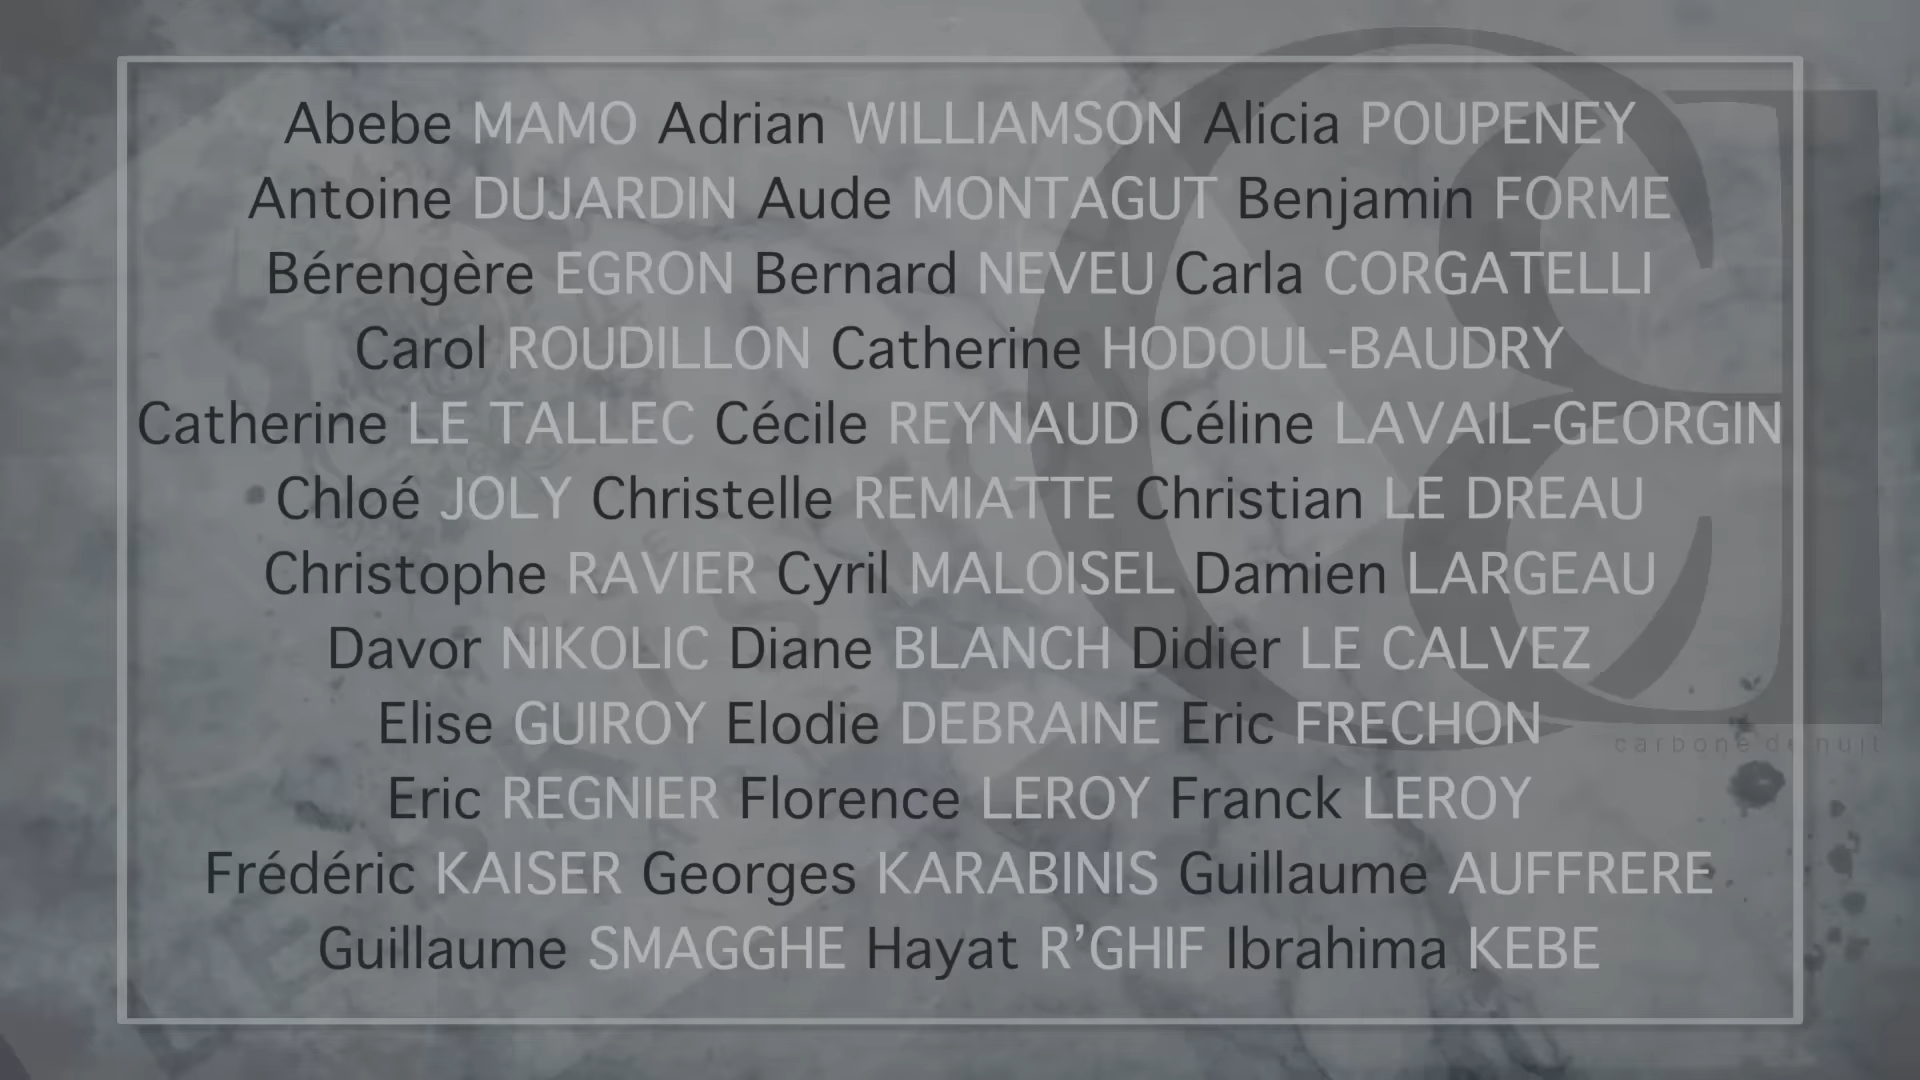 Abebe MAMO Adrian WILLIAMSON Alicia POUPENEY
Antoine DUJARDIN Aude MONTAGUT Benjamin FORME
Bérengère EGRON Bernard NEVEU Carla CORGATELLI
Carol ROUDILLON Catherine HODOUL-BAUDRY
Catherine LE TALLEC Cécile REYNAUD Céline LAVAIL-GEORGIN
Chloé JOLY Christelle REMIATTE Christian LE DREAU
Christophe RAVIER Cyril MALOISEL Damien LARGEAU
Davor NIKOLIC Diane BLANCH Didier LE CALVEZ
Elise GUIROY Elodie DEBRAINE Eric FRECHON
carbone de nuit
Eric REGNIER Florence LEROY Franck LEROY
Frédéric KAISER Georges KARABINIS Guillaume AUFFRERE
Guillaume SMAGGHE Hayat R’GHIF Ibrahima KEBE